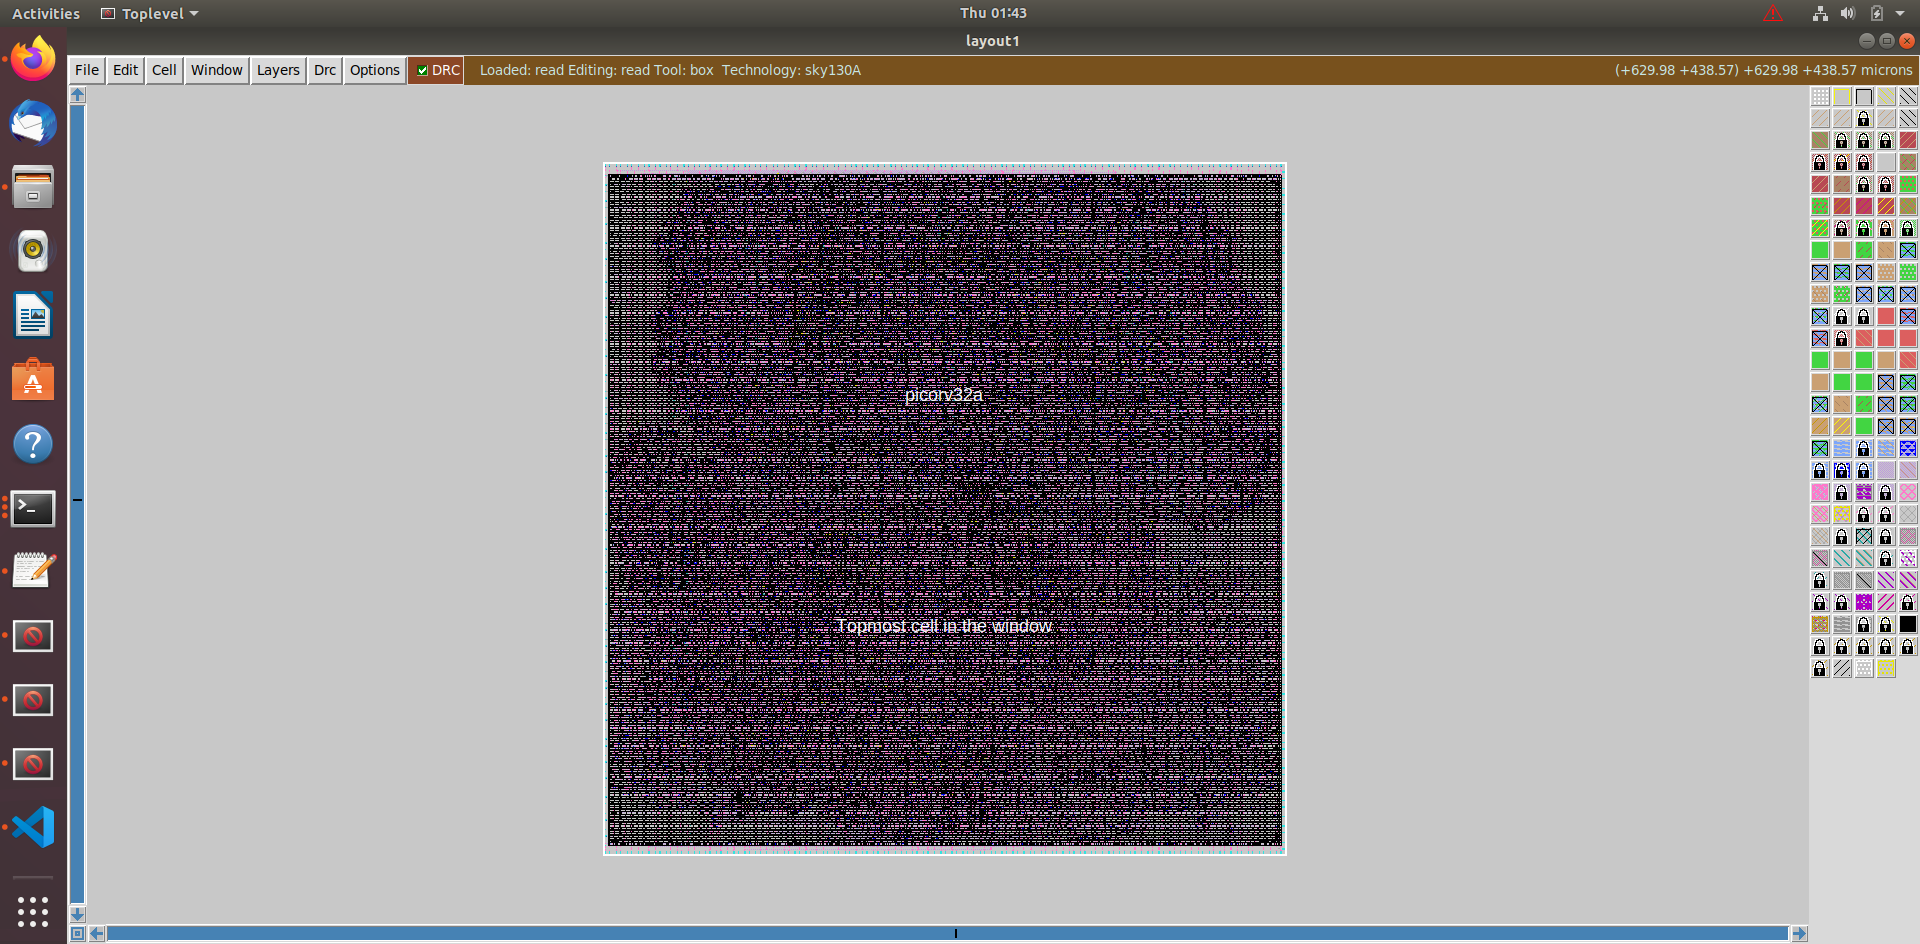 Activities Toplevel Thu 01:43
layout1
File Edit Cell Window Layers Drc Options DRC Loaded: read Editing: read Tool: box Technology: sky130A (+629.98 +438.57) +629.98 +438.57 microns
picorv32a
Topmost cell in the window